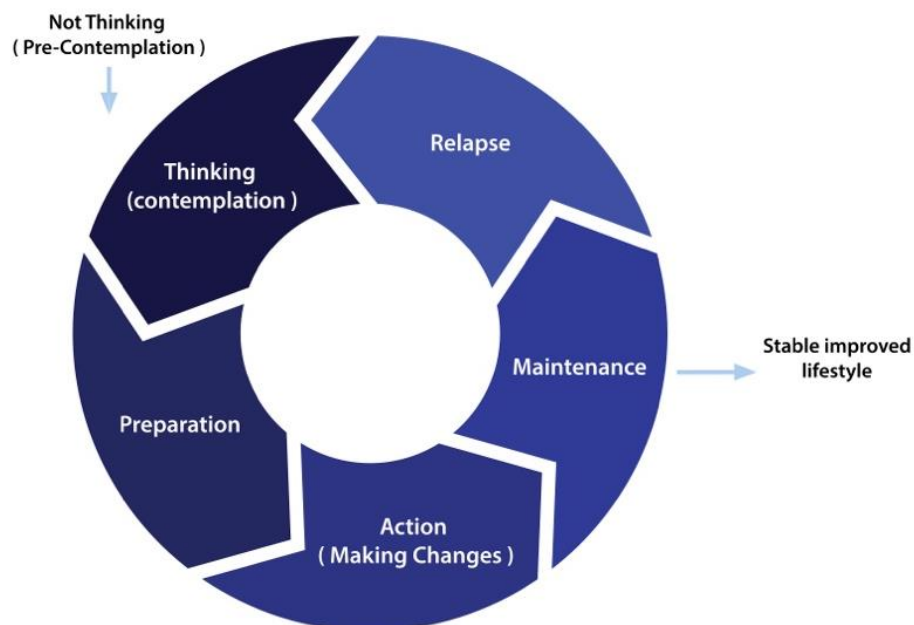 Not Thinking
( Pre-Contemplation )
Thinking
(contemplation )
Relapse
Preparation
Maintenance
Stable improved
lifestyle
Action
( Making Changes )